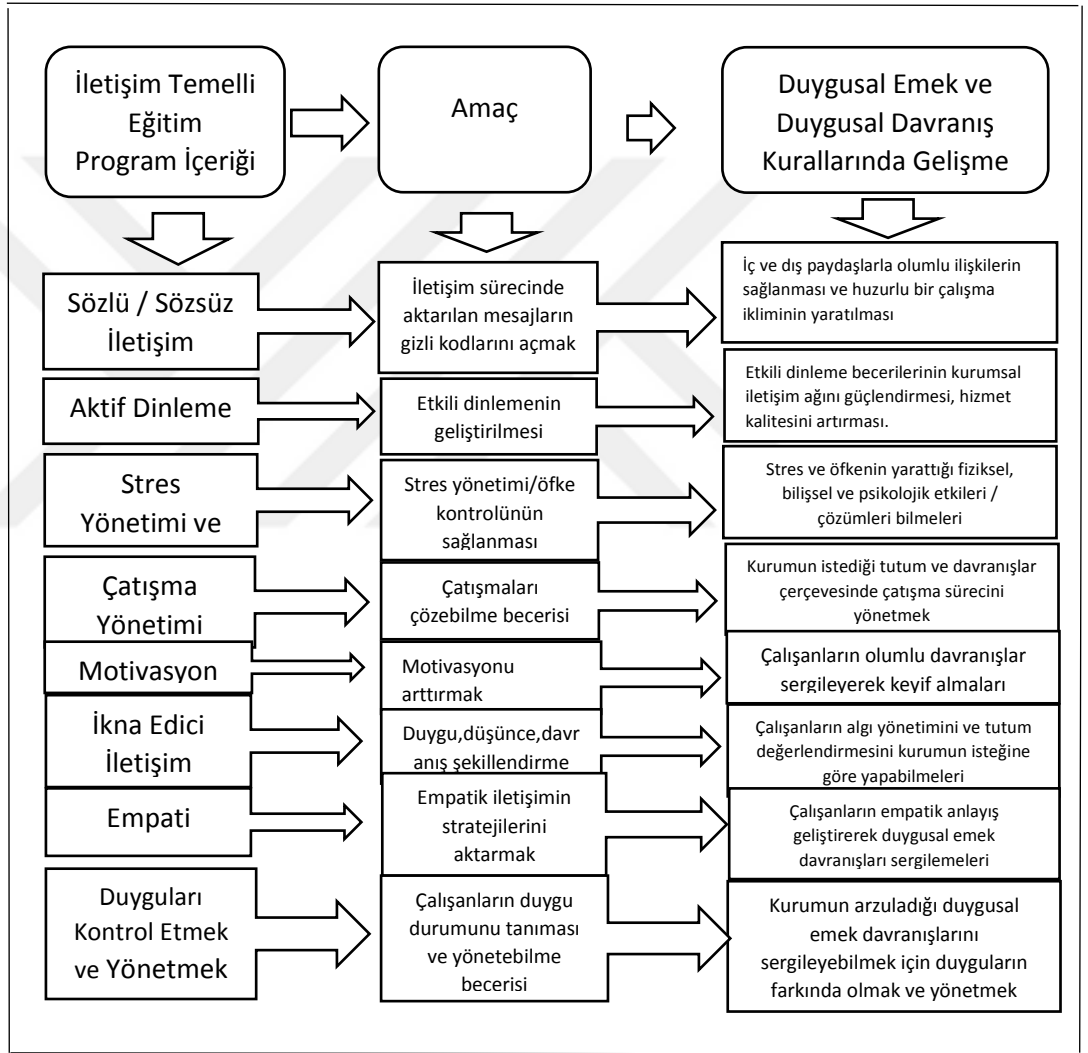 İletişim Temelli
Eğitim
Program İçeriği
Amaç
Duygusal Emek ve
Duygusal Davranış
Kurallarında Gelişme
Sözlü / Sözsüz
İletişim
İletişim sürecinde
aktarılan mesajların
gizli kodlarını açmak
İç ve dış paydaşlarla olumlu ilişkilerin
sağlanması ve huzurlu bir çalışma
ikliminin yaratılması
Aktif Dinleme
Etkili dinlemenin
geliştirilmesi
Etkili dinleme becerilerinin kurumsal
iletişim ağını güçlendirmesi, hizmet
kalitesini artırması.
Stres
Yönetimi ve
Stres yönetimi/öfke
kontrolünün
sağlanması
Stres ve öfkenin yarattığı fiziksel,
bilişsel ve psikolojik etkileri /
çözümleri bilmeleri
Çatışma
Yönetimi
Çatışmaları
çözebilme becerisi
Kurumun istediği tutum ve davranışlar
çerçevesinde çatışma sürecini
yönetmek
Motivasyon
Motivasyonu
arttırmak
Çalışanların olumlu davranışlar
sergileyerek keyif almaları
İkna Edici
İletişim
Duygu,düşünce,davr
anış şekillendirme
Çalışanların algı yönetimini ve tutum
değerlendirmesini kurumun isteğine
göre yapabilmeleri
Empati
Empatik iletişimin
stratejilerini
aktarmak
Çalışanların empatik anlayış
geliştirerek duygusal emek
davranışları sergilemeleri
Duyguları
Kontrol Etmek
ve Yönetmek
Çalışanların duygu
durumunu tanıması
ve yönetebilme
becerisi
Kurumun arzuladığı duygusal
emek davranışlarını
sergileyebilmek için duyguların
farkında olmak ve yönetmek